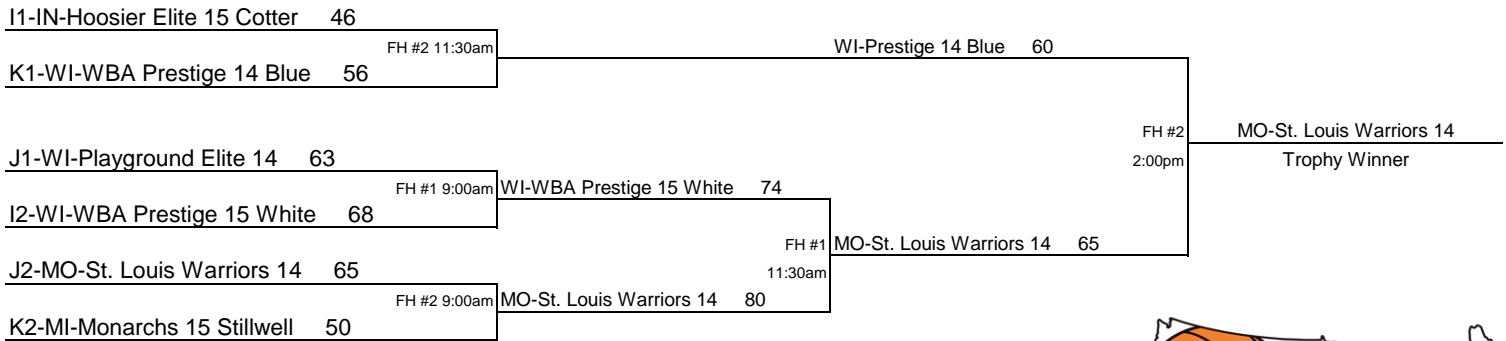 I1-IN-Hoosier Elite 15 Cotter 46
FH #2 11:30am
WI-Prestige 14 Blue 60
K1-WI-WBA Prestige 14 Blue 56
FH #2
2:00pm
MO-St. Louis Warriors 14
Trophy Winner
J1-WI-Playground Elite 14 63
FH #1 9:00am
WI-WBA Prestige 15 White 74
I2-WI-WBA Prestige 15 White 68
FH #1
11:30am
MO-St. Louis Warriors 14 65
J2-MO-St. Louis Warriors 14 65
FH #2 9:00am
MO-St. Louis Warriors 14 80
K2-MI-Monarchs 15 Stillwell 50